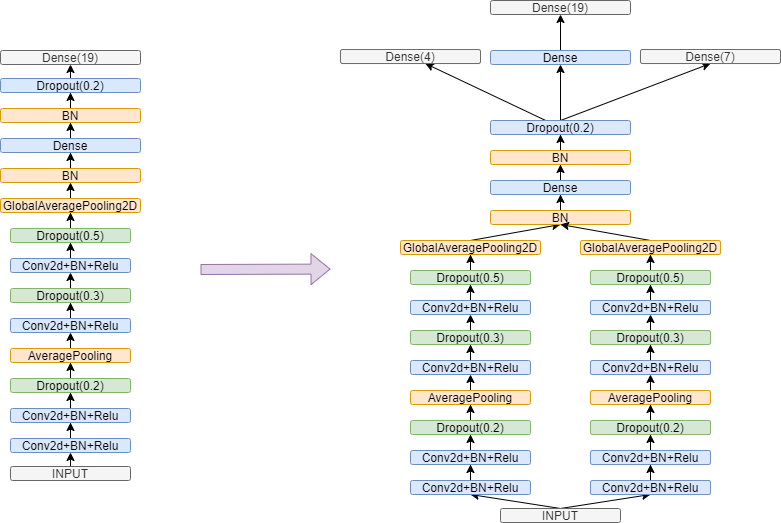 Dense(19)
Dropout(0.2)
BN
Dense
BN
GlobalAveragePooling2D
Dropout(0.5)
Conv2d+BN+Relu
Dropout(0.3)
Conv2d+BN+Relu
AveragePooling
Dropout(0.2)
Conv2d+BN+Relu
Conv2d+BN+Relu
INPUT
Dense(19)
Dense(4)
Dense
Dense(7)
Dropout(0.2)
BN
Dense
BN
GlobalAveragePooling2D
Dropout(0.5)
Conv2d+BN+Relu
Dropout(0.3)
Conv2d+BN+Relu
AveragePooling
Dropout(0.2)
Conv2d+BN+Relu
Conv2d+BN+Relu
GlobalAveragePooling2D
Dropout(0.5)
Conv2d+BN+Relu
Dropout(0.3)
Conv2d+BN+Relu
AveragePooling
Dropout(0.2)
Conv2d+BN+Relu
Conv2d+BN+Relu
INPUT